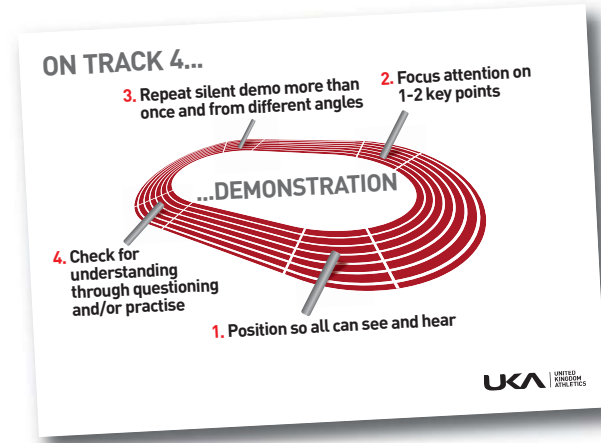 ON TRACK 4...
3. Repeat silent demo more than
once and from different angles
2. Focus attention on
1-2 key points
...DEMONSTRATION
4. Check for
understanding
through questioning
and/or practise
1. Position so all can see and hear
UKA
UNITED
KINGDOM
ATHLETICS